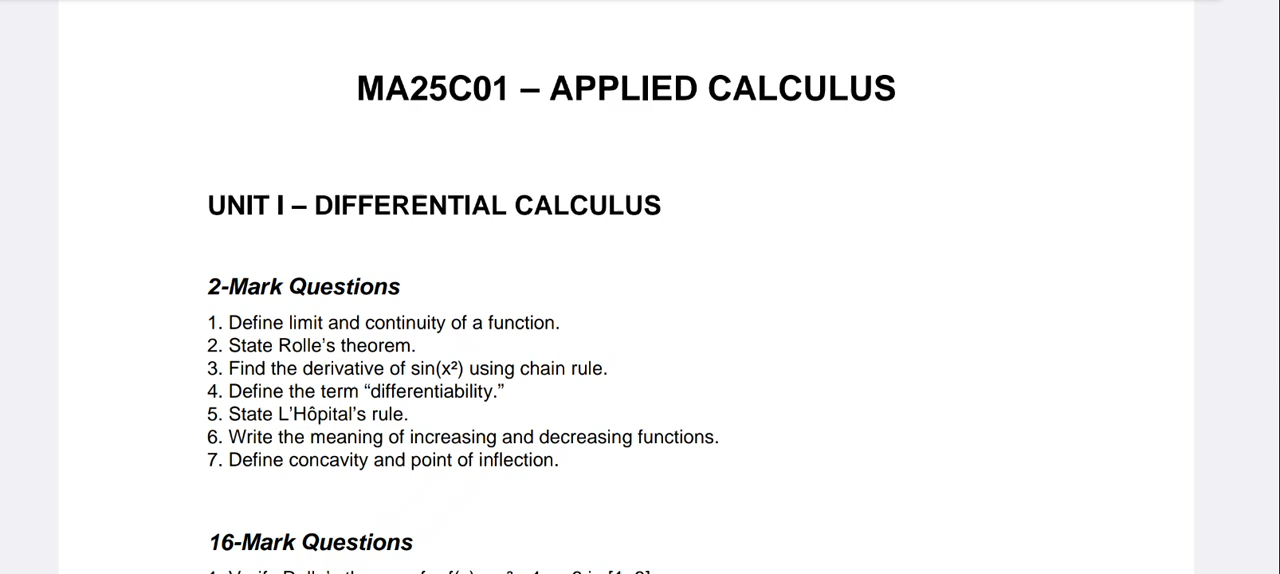 MA25C01 – APPLIED CALCULUS
UNIT I – DIFFERENTIAL CALCULUS
2-Mark Questions
1. Define limit and continuity of a function.
2. State Rolle’s theorem.
3. Find the derivative of sin(x²) using chain rule.
4. Define the term “differentiability.”
5. State L’Hôpital’s rule.
6. Write the meaning of increasing and decreasing functions.
7. Define concavity and point of inflection.
16-Mark Questions